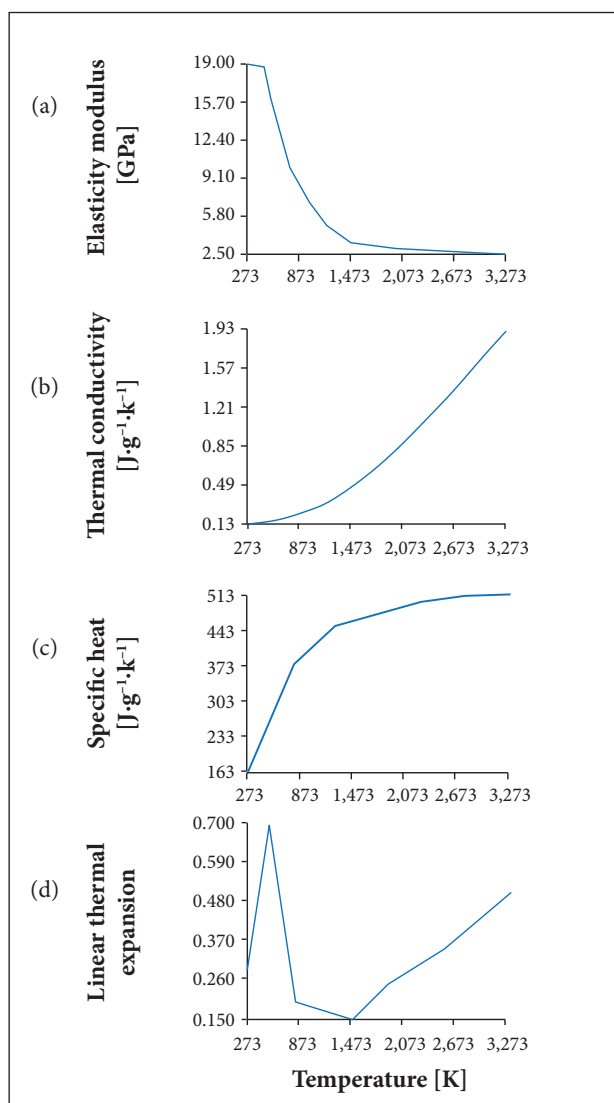 (a)
Elasticity modulus
[GPa]
19.00
15.70
12.40
9.10
5.80
2.50
273 873 1,473 2,073 2,673 3,273
(b)
Thermal conductivity
[J·g⁻¹·k⁻¹]
1.93
1.57
1.21
0.85
0.49
0.13
273 873 1,473 2,073 2,673 3,273
(c)
Specific heat
[J·g⁻¹·k⁻¹]
513
443
373
303
233
163
273 873 1,473 2,073 2,673 3,273
(d)
Linear thermal
expansion
0.700
0.590
0.480
0.370
0.260
0.150
273 873 1,473 2,073 2,673 3,273
Temperature [K]